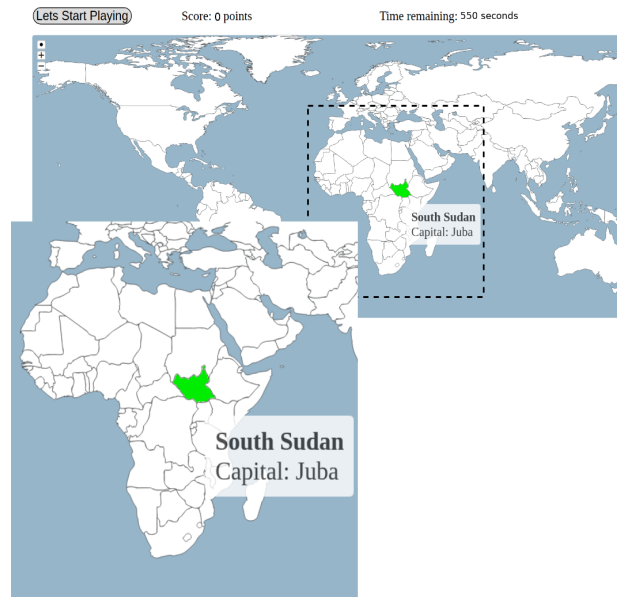 Lets Start Playing
Score: 0 points
Time remaining: 550 seconds
+
−
South Sudan
Capital: Juba
South Sudan
Capital: Juba